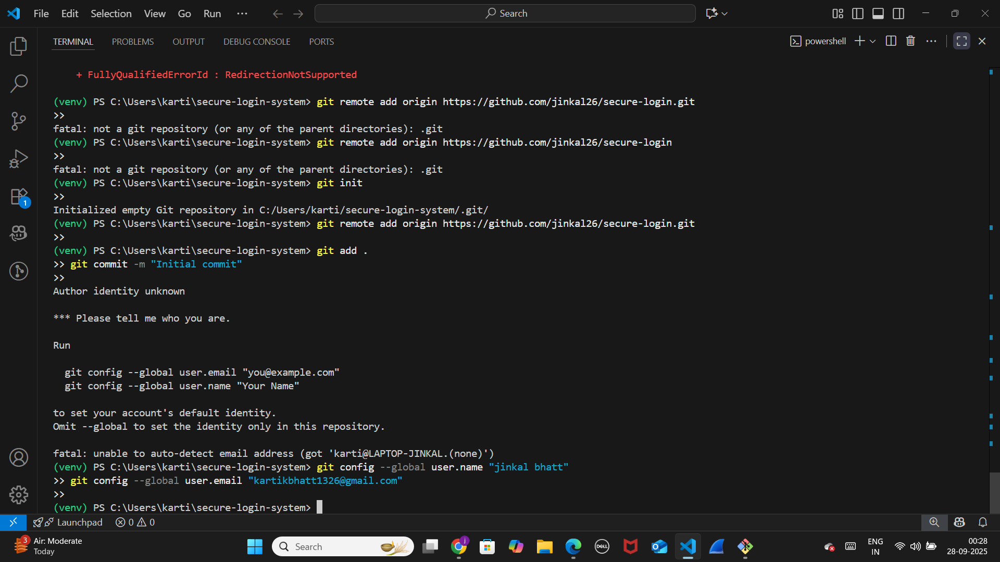 File Edit Selection View Go Run ··· Search
TERMINAL PROBLEMS OUTPUT DEBUG CONSOLE PORTS powershell
+ FullyQualifiedErrorId : RedirectionNotSupported
(venv) PS C:\Users\karti\secure-login-system> git remote add origin https://github.com/jinkal26/secure-login.git
>>
fatal: not a git repository (or any of the parent directories): .git
(venv) PS C:\Users\karti\secure-login-system> git remote add origin https://github.com/jinkal26/secure-login
>>
fatal: not a git repository (or any of the parent directories): .git
(venv) PS C:\Users\karti\secure-login-system> git init
>>
Initialized empty Git repository in C:/Users/karti/secure-login-system/.git/
(venv) PS C:\Users\karti\secure-login-system> git remote add origin https://github.com/jinkal26/secure-login.git
>>
(venv) PS C:\Users\karti\secure-login-system> git add .
>> git commit -m "Initial commit"
>>
Author identity unknown
*** Please tell me who you are.
Run
git config --global user.email "you@example.com"
git config --global user.name "Your Name"
to set your account's default identity.
Omit --global to set the identity only in this repository.
fatal: unable to auto-detect email address (got 'karti@LAPTOP-JINKAL.(none)')
(venv) PS C:\Users\karti\secure-login-system> git config --global user.name "jinkal bhatt"
>> git config --global user.email "kartikbhatt1326@gmail.com"
>>
(venv) PS C:\Users\karti\secure-login-system>
1
Launchpad 0 0
3 Air: Moderate
Today
Search
j
DELL
ENG
IN
00:28
28-09-2025